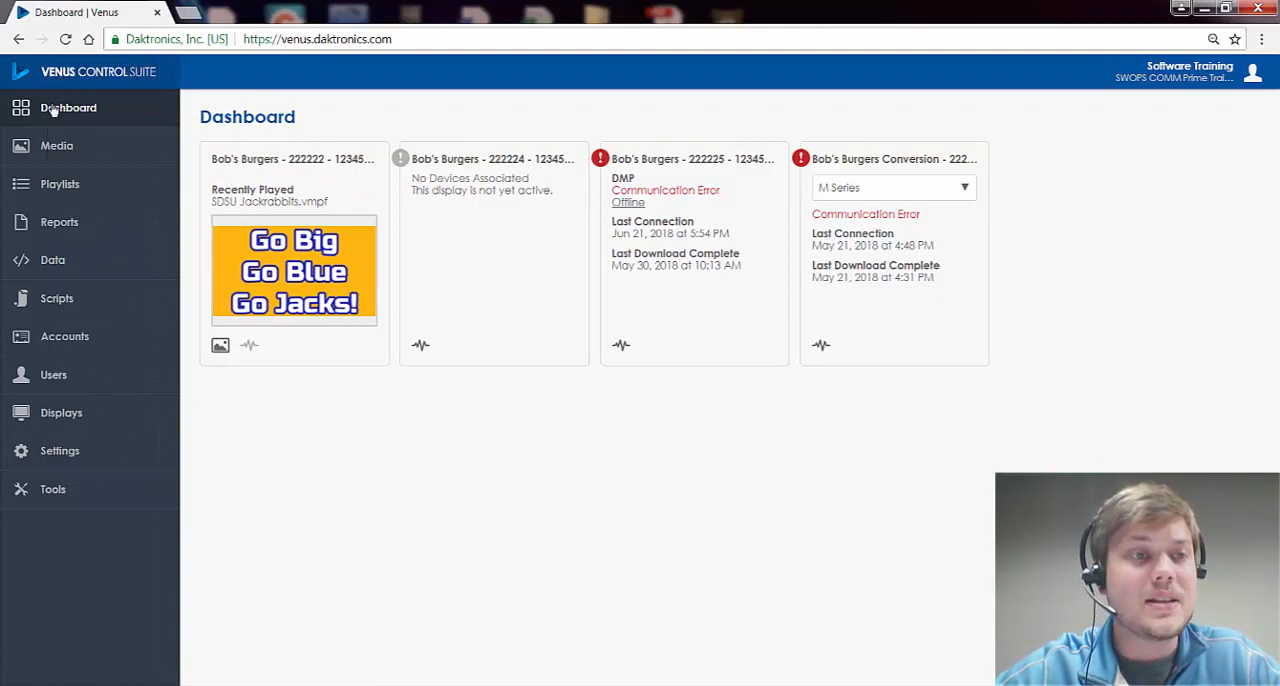 Dashboard | Venus
Daktronics, Inc. [US]
https://venus.daktronics.com
VENUS CONTROL SUITE
Software Training
SWOPS COMM Prime Trai...
Dashboard
Media
Playlists
Reports
Data
Scripts
Accounts
Users
Displays
Settings
Tools
Dashboard
Bob's Burgers - 222222 - 12345...
Recently Played
SDSU Jackrabbits.vmpf
Go Big
Go Blue
Go Jacks!
Bob's Burgers - 222224 - 12345...
No Devices Associated
This display is not yet active.
Bob's Burgers - 222225 - 12345...
DMP
Communication Error
Offline
Last Connection
Jun 21, 2018 at 5:54 PM
Last Download Complete
May 30, 2018 at 10:13 AM
Bob's Burgers Conversion - 222...
M Series
Communication Error
Last Connection
May 21, 2018 at 4:48 PM
Last Download Complete
May 21, 2018 at 4:31 PM